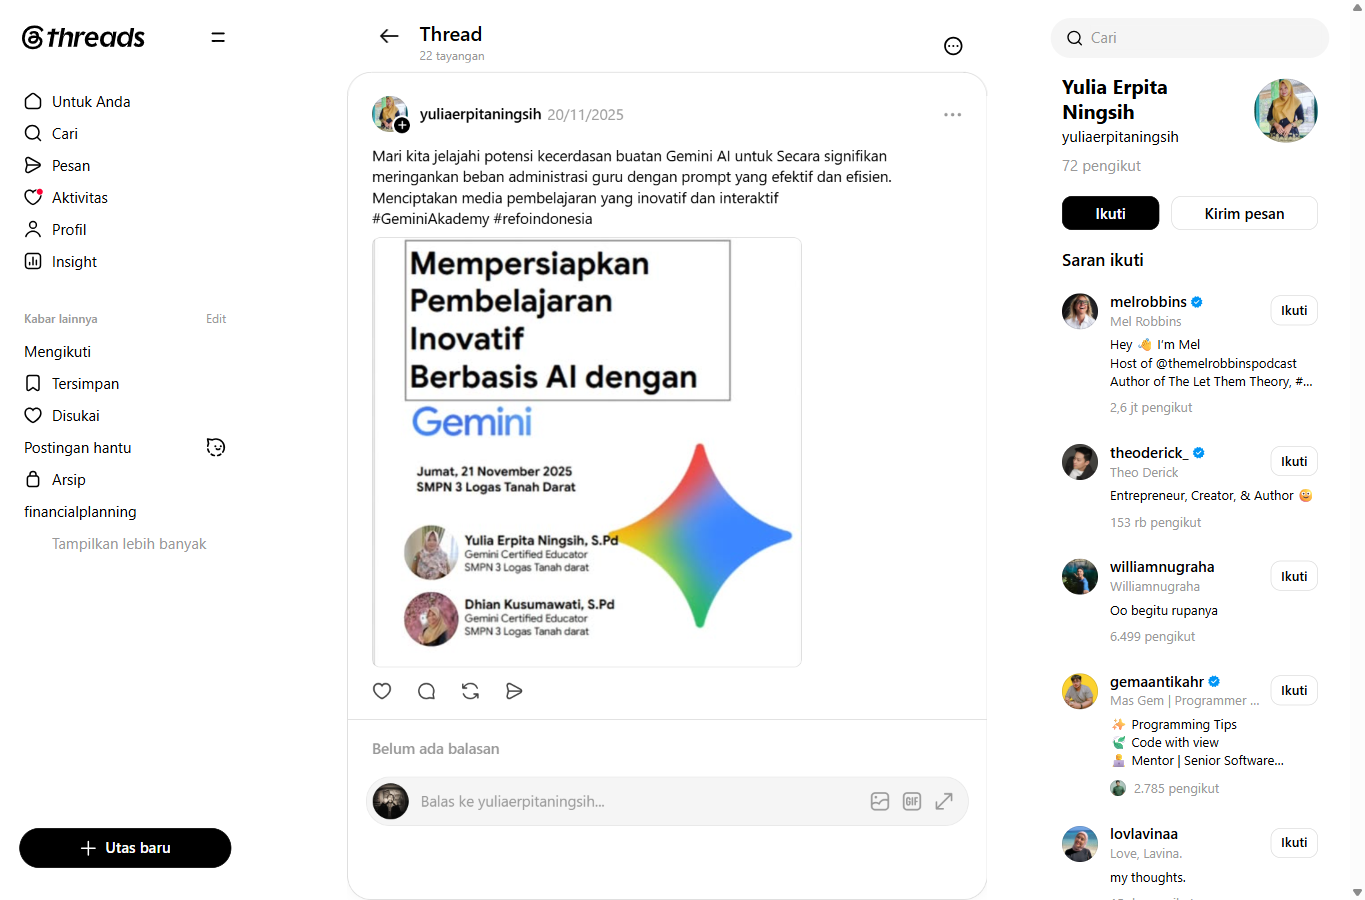 threads
Untuk Anda
Cari
Pesan
Aktivitas
Profil
Insight
Kabar lainnya
Edit
Mengikuti
Tersimpan
Disukai
Postingan hantu
Arsip
financialplanning
Tampilkan lebih banyak
Utas baru
Thread
22 tayangan
yuliaerpitaningsih 20/11/2025
Mari kita jelajahi potensi kecerdasan buatan Gemini AI untuk Secara signifikan
meringankan beban administrasi guru dengan prompt yang efektif dan efisien.
Menciptakan media pembelajaran yang inovatif dan interaktif
#GeminiAkademy #refoindonesia
Mempersiapkan
Pembelajaran
Inovatif
Berbasis AI dengan
Gemini
Jumat, 21 November 2025
SMPN 3 Logas Tanah Darat
Yulia Erpita Ningsih, S.Pd
Gemini Certified Educator
SMPN 3 Logas Tanah darat
Dhian Kusumawati, S.Pd
Gemini Certified Educator
SMPN 3 Logas Tanah darat
Belum ada balasan
Balas ke yuliaerpitaningsih...
GIF
Cari
Yulia Erpita
Ningsih
yuliaerpitaningsih
72 pengikut
Ikuti
Kirim pesan
Saran ikuti
melrobbins
Mel Robbins
Ikuti
Hey 👋 I'm Mel
Host of @themelrobbinspodcast
Author of The Let Them Theory, #...
2,6 jt pengikut
theoderick_
Theo Derick
Ikuti
Entrepreneur, Creator, & Author
153 rb pengikut
williamnugraha
Williamnugraha
Ikuti
Oo begitu rupanya
6.499 pengikut
gemaantikahr
Mas Gem | Programmer ...
Ikuti
Programming Tips
Code with view
Mentor | Senior Software...
2.785 pengikut
lovlavinaa
Love, Lavina.
Ikuti
my thoughts.